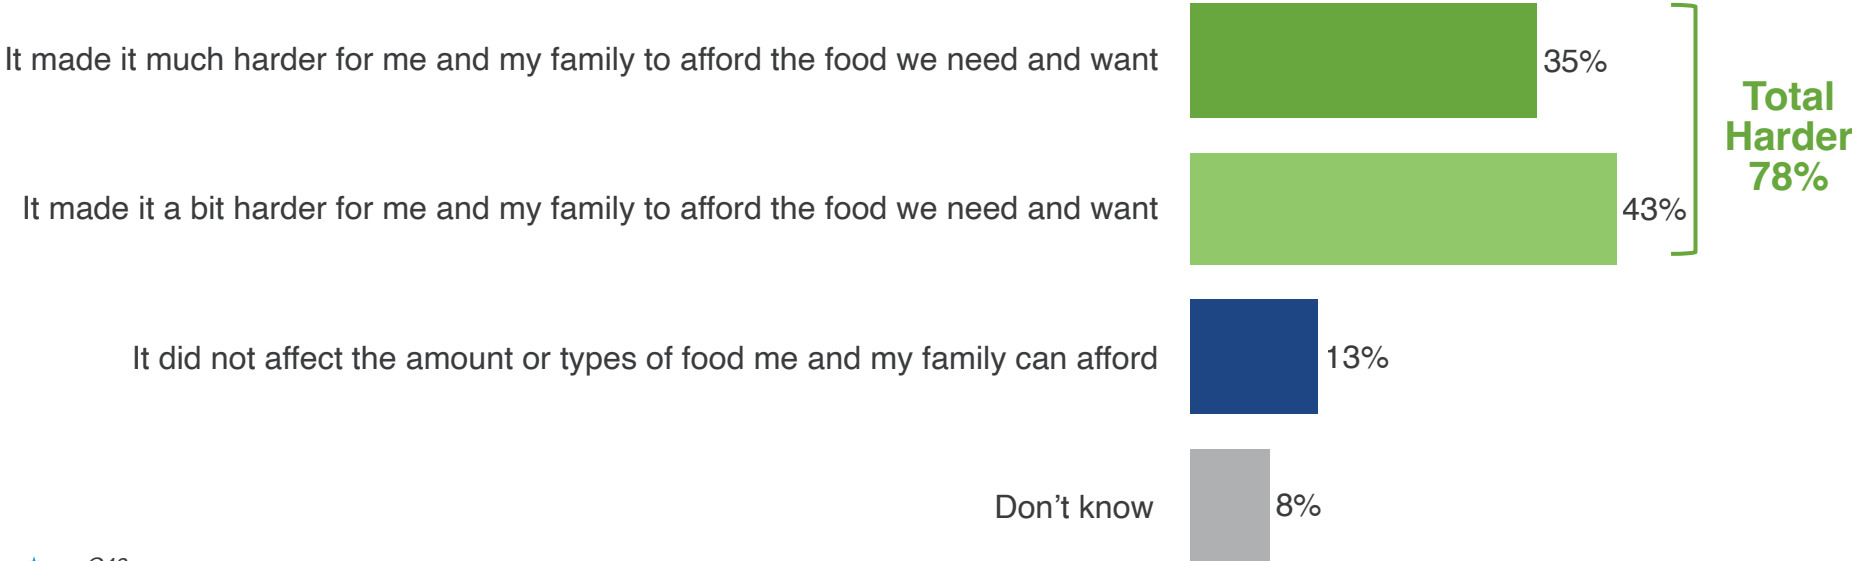 It made it much harder for me and my family to afford the food we need and want
35%
It made it a bit harder for me and my family to afford the food we need and want
43%
Total
Harder
78%
It did not affect the amount or types of food me and my family can afford
13%
Don’t know
8%